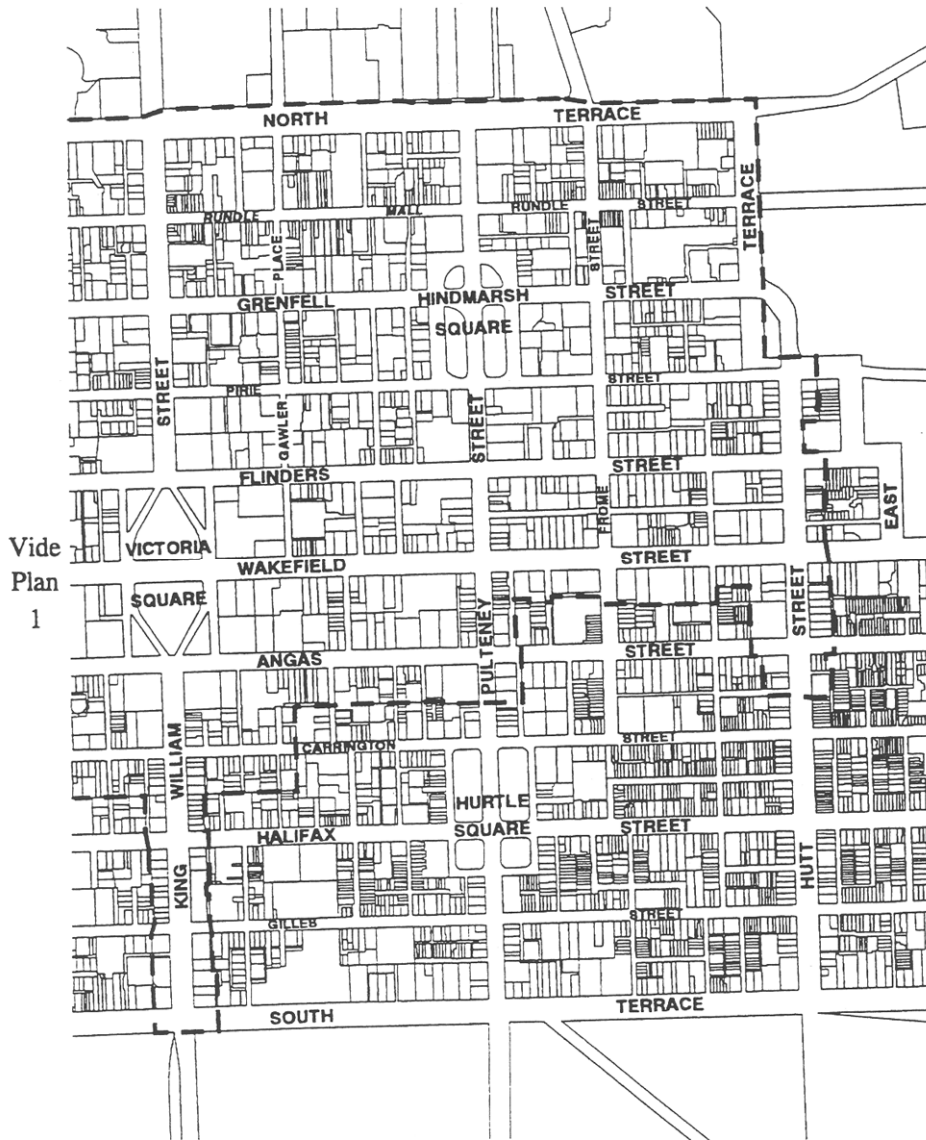 NORTH TERRACE
TERRACE
RUNDLE MALL RUNDLE STREET
PLACE
STREET
GRENFELL HINDMARSH STREET
SQUARE
STREET
PIRIE STREET
GAWLER
STREET
FLINDERS STREET
FROME
EAST
Vide
Plan
1
VICTORIA
WAKEFIELD STREET
SQUARE
STREET
PULTENEY
ANGAS STREET
WILLIAM
CARRINGTON STREET
HURTLE
SQUARE
HALIFAX STREET
HUTT
KING
GILLES STREET
SOUTH TERRACE